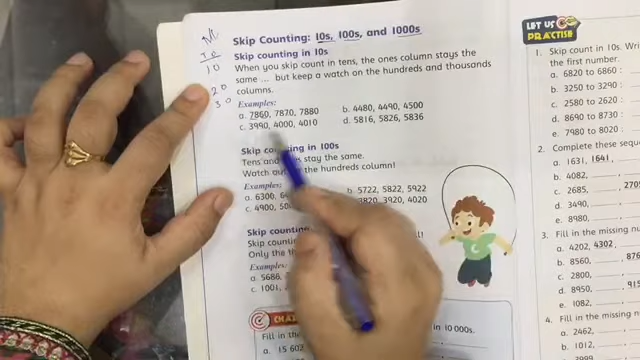 M
T O
10
20
30
Skip Counting: 10s, 100s, and 1000s
Skip counting in 10s
When you skip count in tens, the ones column stays the
same ... but keep a watch on the hundreds and thousands
columns.
Examples:
a. 7860, 7870, 7880 b. 4480, 4490, 4500
c. 3990, 4000, 4010 d. 5816, 5826, 5836
Skip counting in 100s
Tens and stay the same.
Watch the hundreds column!
Examples:
a. 6300, b. 5722, 5822, 5922
c. 4900, 3820, 3920, 4020
Skip
Skip
Only the
Examples:
a. 5686,
c. 1001,
Fill in the in 10 000s.
a. 15 602
LET US
PRACTISE
1. Skip count in 10s.
the first number.
a. 6820 to 6860 :
b. 3250 to 3290 :
c. 2580 to 2620 :
d. 8690 to 8730 :
e. 7980 to 8020 :
2. Complete these
a. 1631, 1641,
b. 4082,
c. 2685,
d. 3490,
e. 8980,
3. Fill in the missing
a. 4202, 4302,
b. 8560,
c. 2800,
d. 8950,
e. 1082,
4. Fill in the missing
a. 2462,
b. 1012,